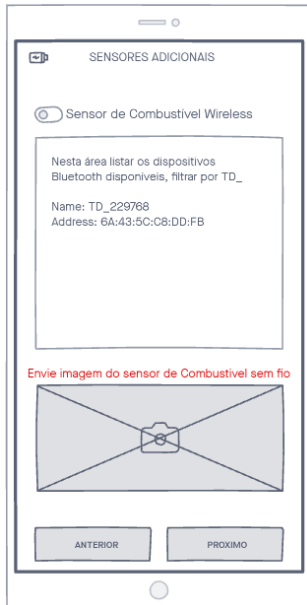 SENSORES ADICIONAIS
Sensor de Combustível Wireless
Nesta área listar os dispositivos
Bluetooth disponíveis, filtrar por TD_
Name: TD_229768
Address: 6A:43:5C:C8:DD:FB
Envie imagem do sensor de Combustivel sem fio
ANTERIOR
PROXIMO